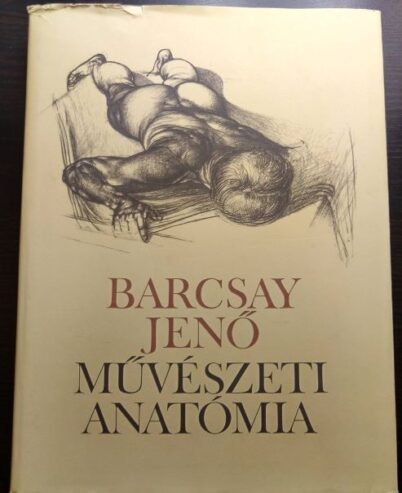 BARCSAY
JENŐ
MŰVÉSZETI
ANATÓMIA